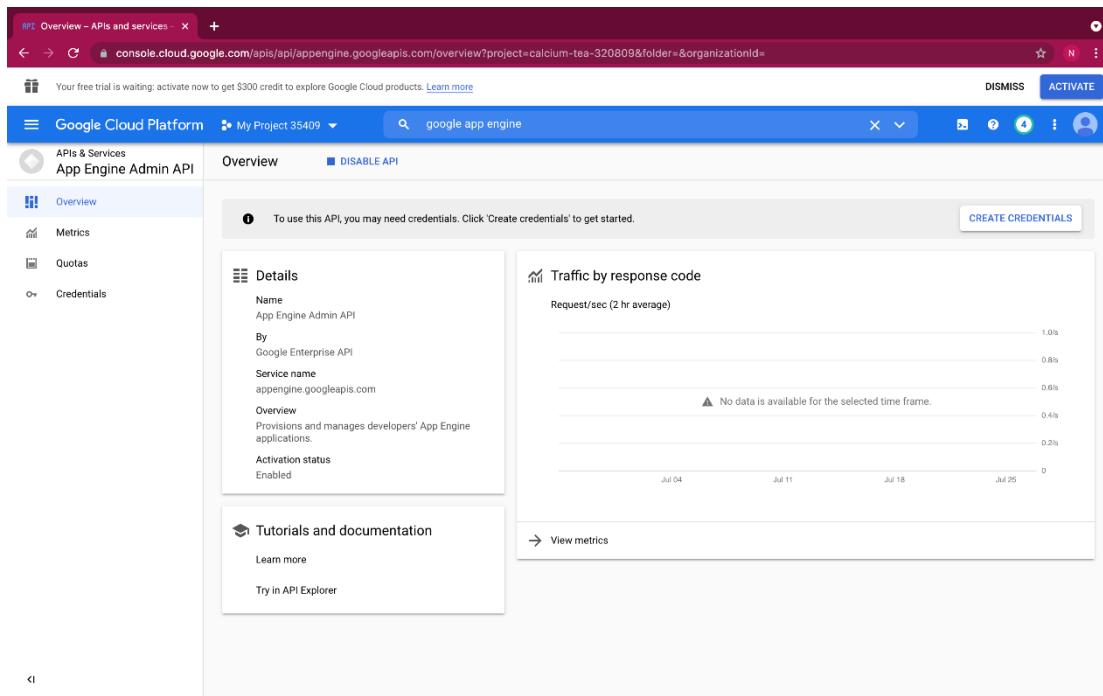 API Overview – APIs and services –
console.cloud.google.com/apis/api/appengine.googleapis.com/overview?project=calcium-tea-320809&folder=&organizationId=
N
Your free trial is waiting: activate now to get $300 credit to explore Google Cloud products. Learn more
DISMISS
ACTIVATE
Google Cloud Platform
My Project 35409
google app engine
4
APIs & Services
App Engine Admin API
Overview
DISABLE API
Overview
Metrics
Quotas
Credentials
To use this API, you may need credentials. Click 'Create credentials' to get started.
CREATE CREDENTIALS
Details
Name
App Engine Admin API
By
Google Enterprise API
Service name
appengine.googleapis.com
Overview
Provisions and manages developers' App Engine
applications.
Activation status
Enabled
Tutorials and documentation
Learn more
Try in API Explorer
Traffic by response code
Request/sec (2 hr average)
1.0/s
0.8/s
0.6/s
No data is available for the selected time frame.
0.4/s
0.2/s
0
Jul 04
Jul 11
Jul 18
Jul 25
View metrics